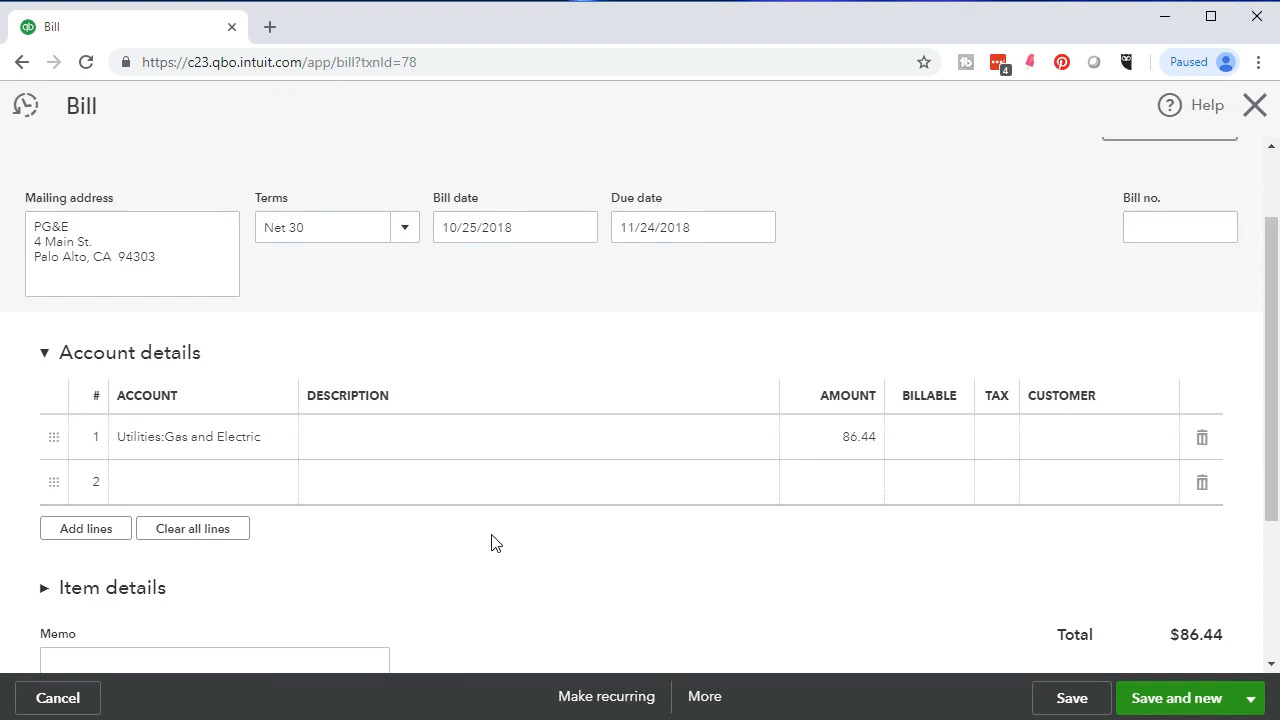 Bill
https://c23.qbo.intuit.com/app/bill?txnId=78
4
Paused
Bill
Help
Mailing address
Terms
Bill date
Due date
Bill no.
PG&E
4 Main St.
Palo Alto, CA 94303
Net 30
10/25/2018
11/24/2018
Account details
# ACCOUNT DESCRIPTION AMOUNT BILLABLE TAX CUSTOMER
1 Utilities:Gas and Electric 86.44
2
Add lines
Clear all lines
Item details
Memo
Total $86.44
Cancel
Make recurring
More
Save
Save and new